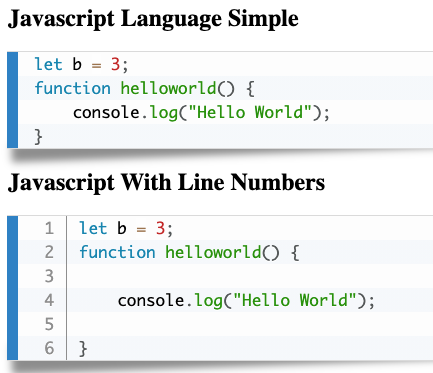 Javascript Language Simple
let b = 3;
function helloworld() {
    console.log("Hello World");
}
Javascript With Line Numbers
1 let b = 3;
2 function helloworld() {
3
4     console.log("Hello World");
5
6 }